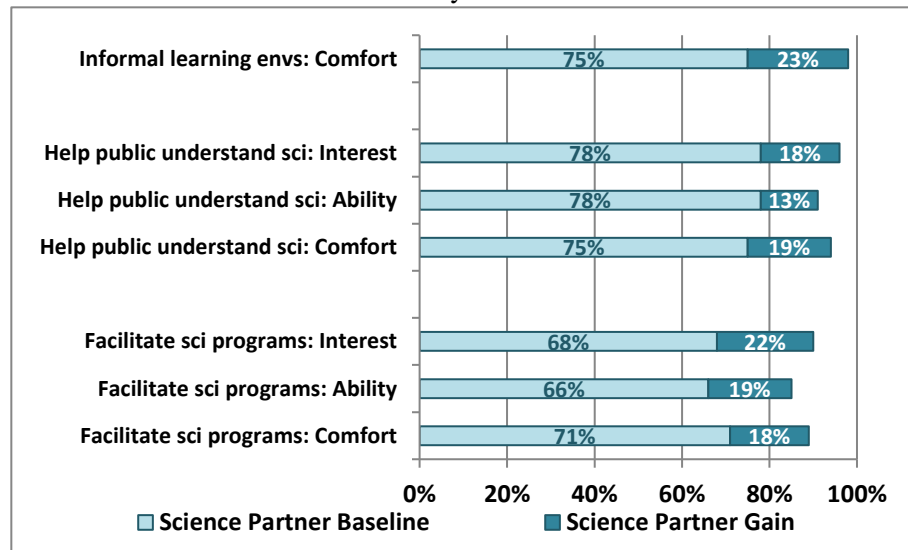 Informal learning envs: Comfort 75% 23%
Help public understand sci: Interest 78% 18%
Help public understand sci: Ability 78% 13%
Help public understand sci: Comfort 75% 19%
Facilitate sci programs: Interest 68% 22%
Facilitate sci programs: Ability 66% 19%
Facilitate sci programs: Comfort 71% 18%
0% 20% 40% 60% 80% 100%
Science Partner Baseline Science Partner Gain